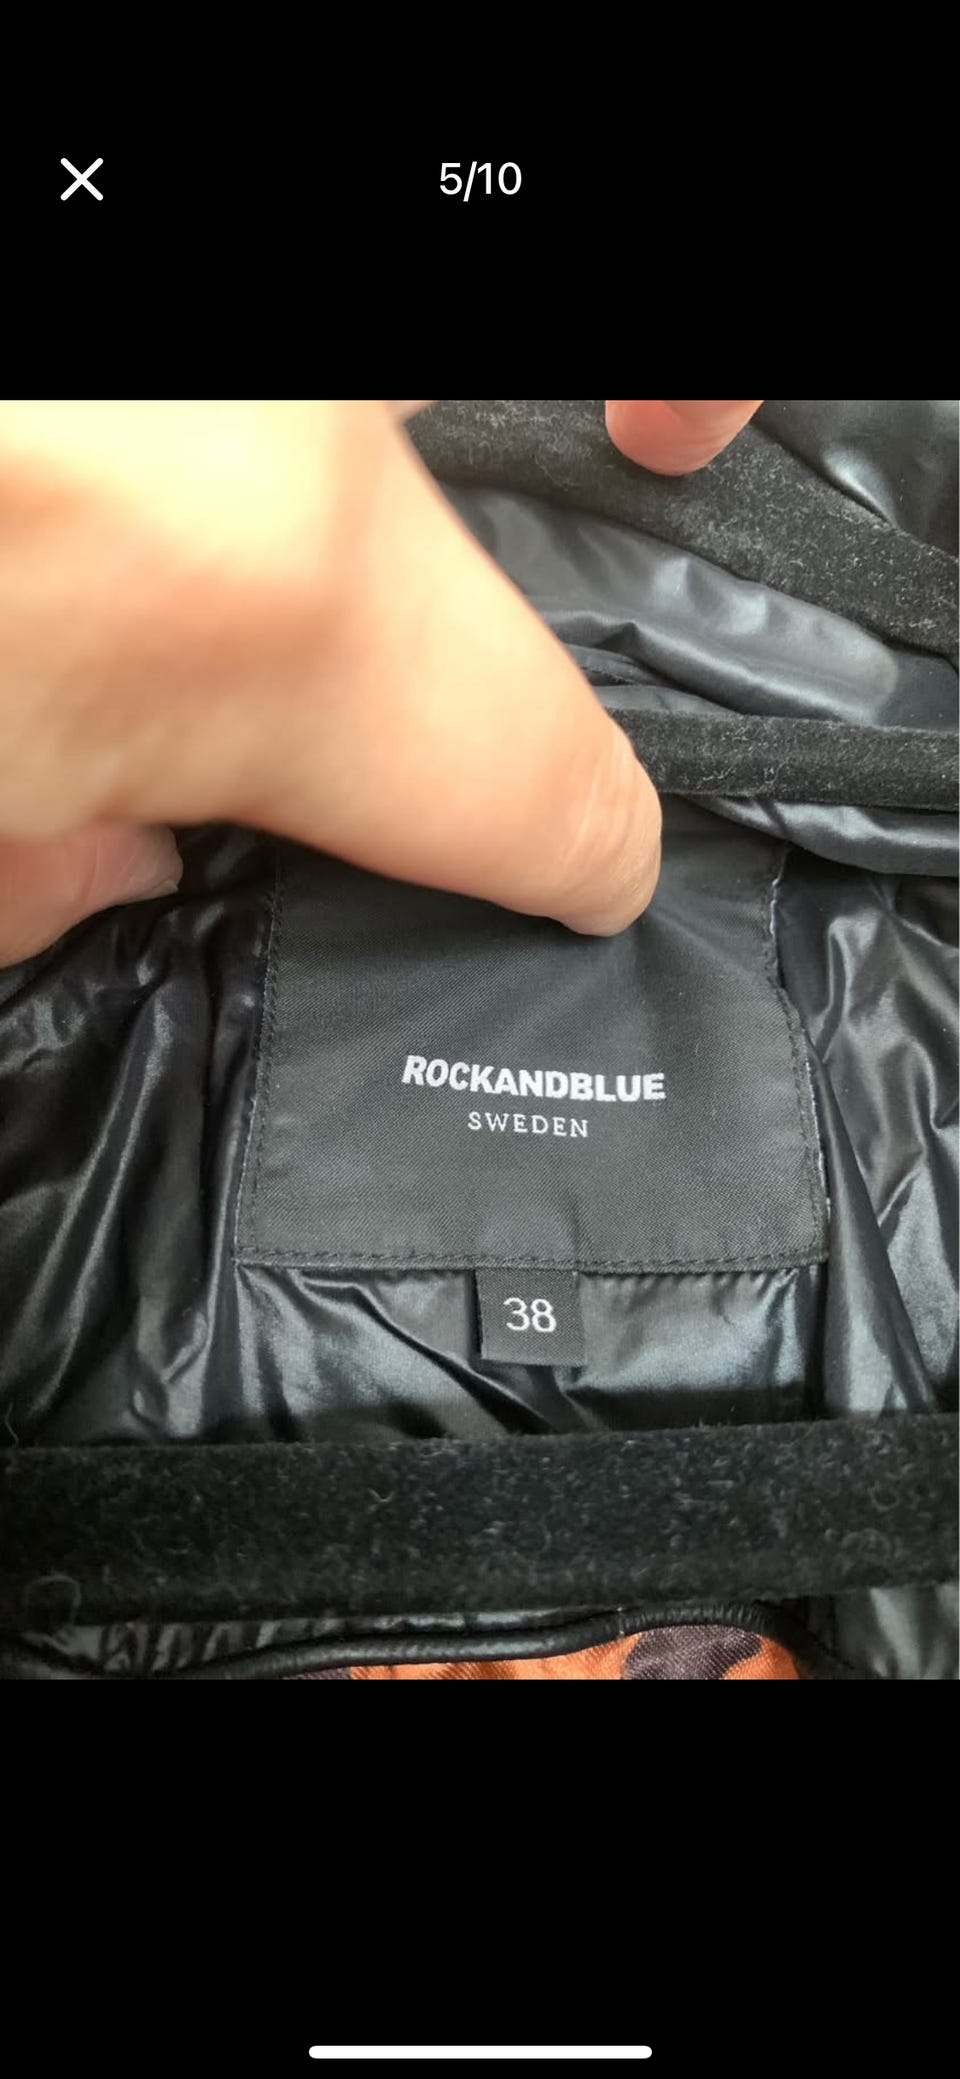 5/10
ROCKANDBLUE
SWEDEN
38